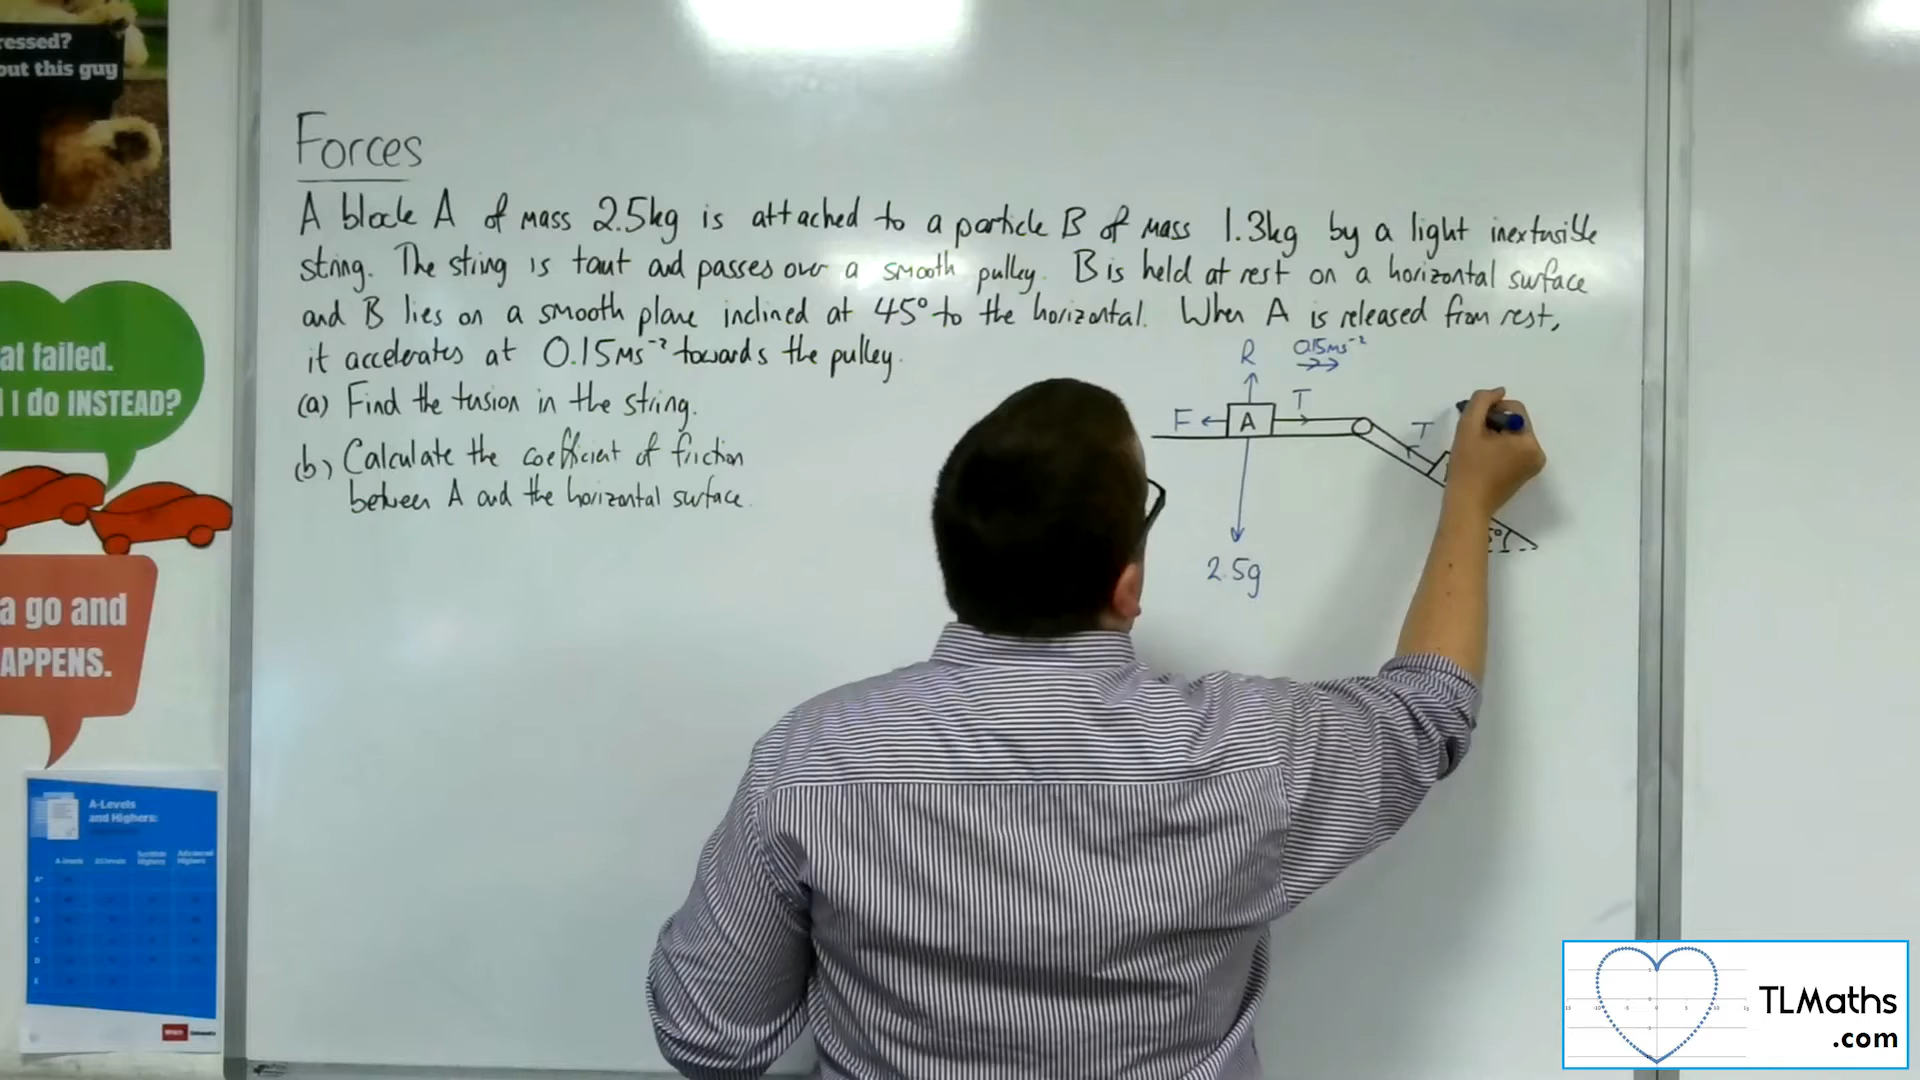 ressed?
out this guy
at failed.
I do INSTEAD?
a go and
APPENS.
A-Levels
and Highers:
Forces
A block A of mass 2.5kg is attached to a particle B of mass 1.3kg by a light inextensible
string. The string is taut and passes over a smooth pulley. B is held at rest on a horizontal surface
and B lies on a smooth plane inclined at 45° to the horizontal. When A is released from rest,
it accelerates at 0.15ms⁻² towards the pulley.
(a) Find the tension in the string.
(b) Calculate the coefficient of friction
between A and the horizontal surface.
R
0.15ms⁻²
F
A
T
T
2.5g
TLMaths
.com